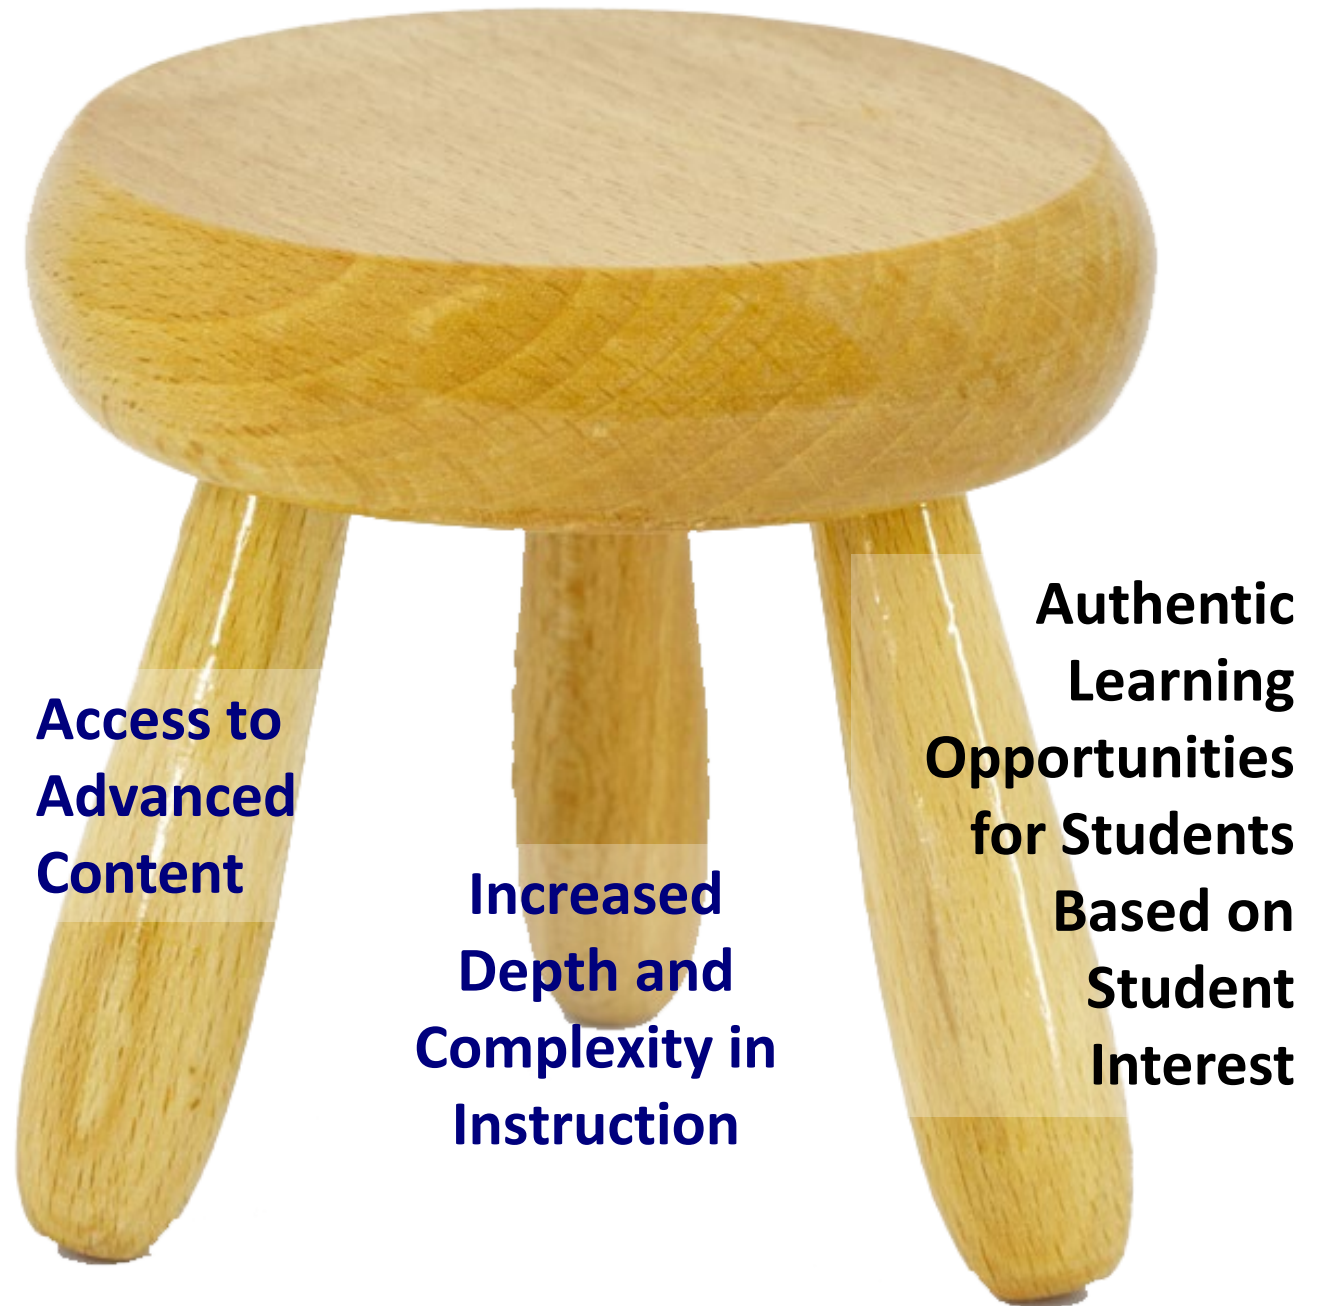 Access to
Advanced
Content
Increased
Depth and
Complexity in
Instruction
Authentic
Learning
Opportunities
for Students
Based on
Student
Interest